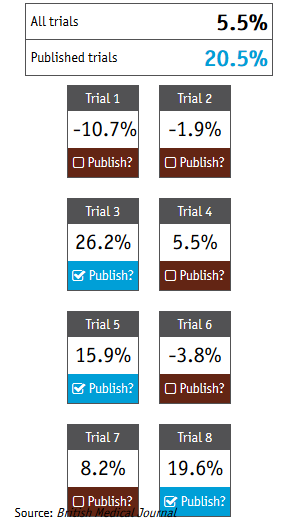 All trials 5.5%
Published trials 20.5%
Trial 1 Trial 2
-10.7% -1.9%
Publish? Publish?
Trial 3 Trial 4
26.2% 5.5%
Publish? Publish?
Trial 5 Trial 6
15.9% -3.8%
Publish? Publish?
Trial 7 Trial 8
8.2% 19.6%
Publish? Publish?
Source: British Medical Journal